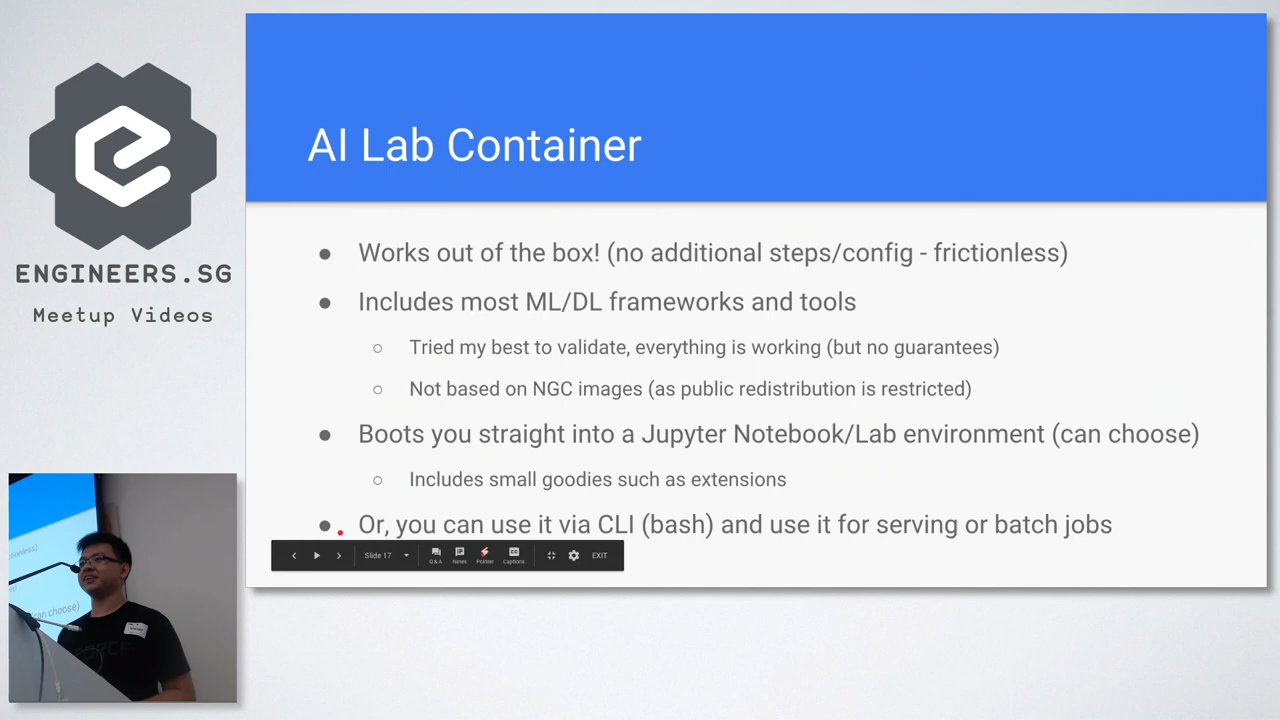 AI Lab Container
ENGINEERS.SG
Meetup Videos
● Works out of the box! (no additional steps/config - frictionless)
● Includes most ML/DL frameworks and tools
○ Tried my best to validate, everything is working (but no guarantees)
○ Not based on NGC images (as public redistribution is restricted)
● Boots you straight into a Jupyter Notebook/Lab environment (can choose)
○ Includes small goodies such as extensions
● Or, you can use it via CLI (bash) and use it for serving or batch jobs
Slide 17 Q&A Notes Pointer Captions EXIT
can choose)